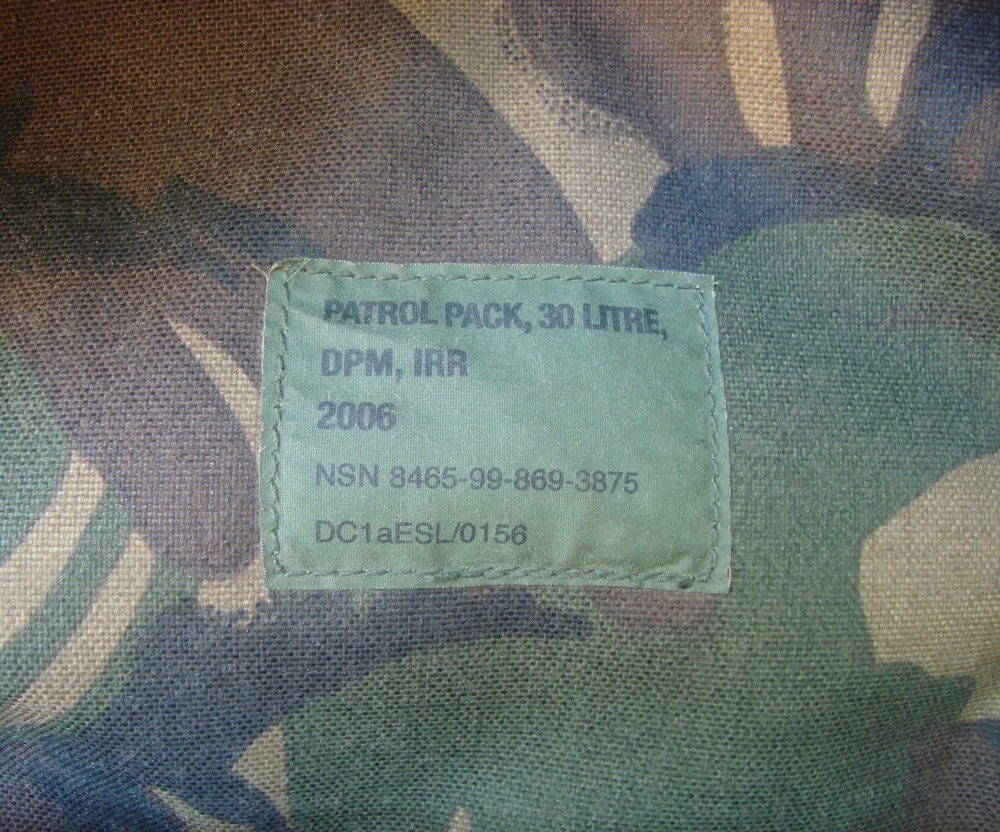 PATROL PACK, 30 LITRE,
DPM, IRR
2006
NSN 8465-99-869-3875
DC1aESL/0156